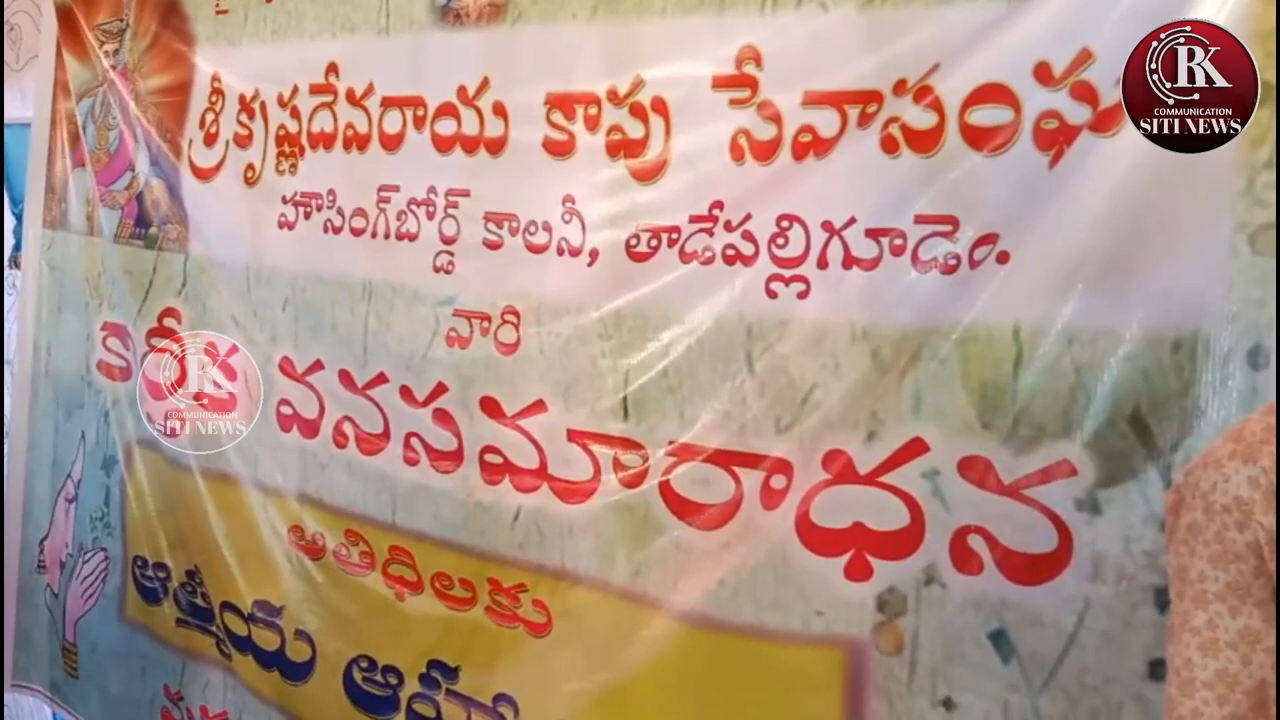 శ్రీకృష్ణదేవరాయ కాపు సేవాసంఘ
హౌసింగ్‌బోర్డ్ కాలనీ, తాడేపల్లిగూడెం.
వారి
వనసమారాధన
అతిథిలకు
ఆత్మీయ
RK
COMMUNICATION
SITI NEWS
RK
COMMUNICATION
SITI NEWS